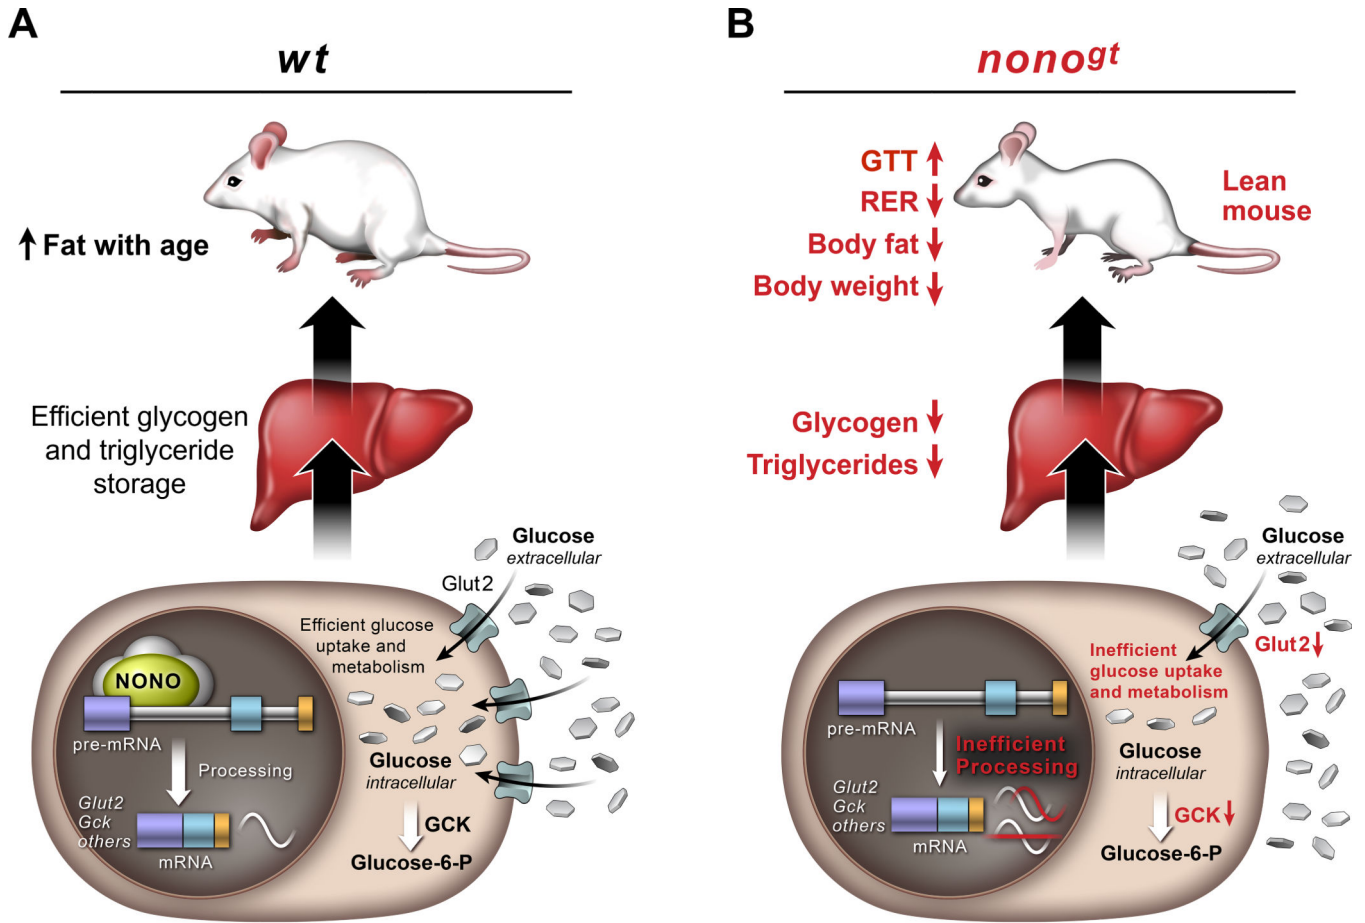 A
wt
Fat with age
Efficient glycogen
and triglyceride
storage
Glucose
extracellular
Glut2
Efficient glucose
uptake and
metabolism
NONO
pre-mRNA
Processing
Glut2
Gck
others
mRNA
Glucose
intracellular
GCK
Glucose-6-P
B
nonogt
GTT
RER
Body fat
Body weight
Lean
mouse
Glycogen
Triglycerides
Glucose
extracellular
Glut2
Inefficient
glucose uptake
and metabolism
pre-mRNA
Inefficient
Processing
Glut2
Gck
others
mRNA
Glucose
intracellular
GCK
Glucose-6-P